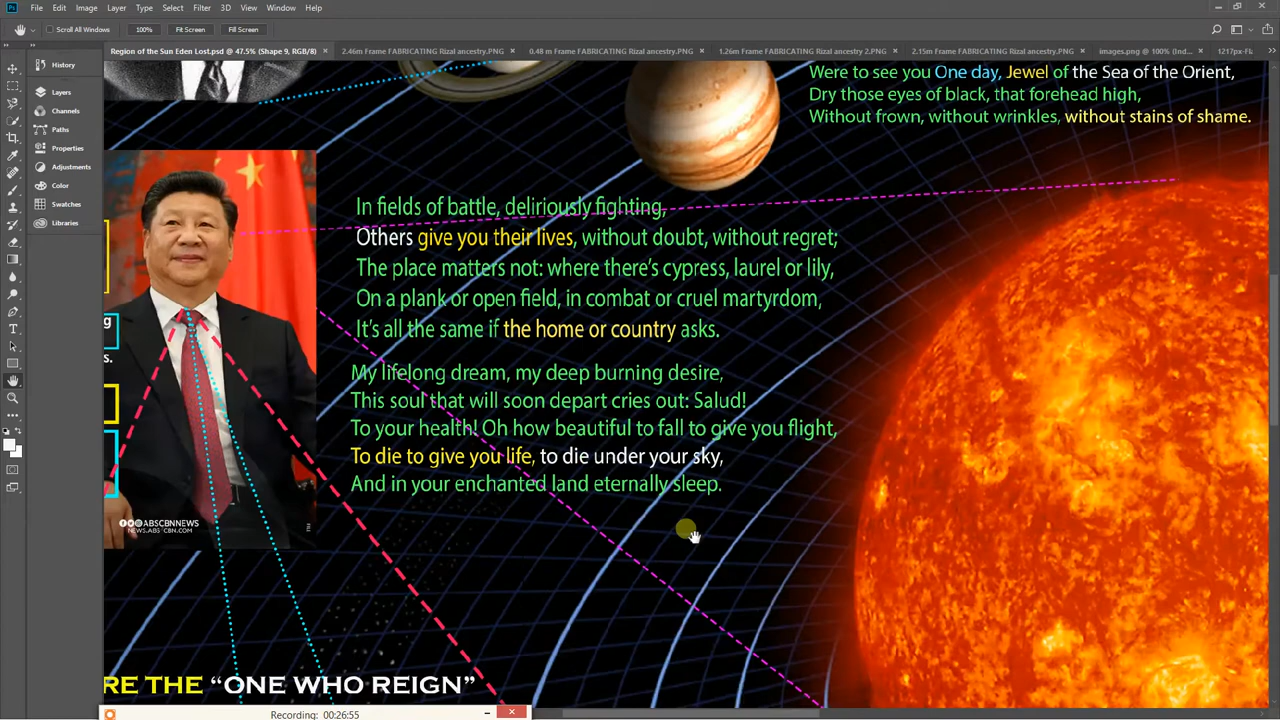 File Edit Image Layer Type Select Filter 3D View Window Help
Scroll All Windows 100% Fit Screen Fill Screen
Region of the Sun Eden Lost.psd @ 47.5% (Shape 9, RGB/8) 2.46m Frame FABRICATING Rizal ancestry.PNG 0.48 m Frame FABRICATING Rizal ancestry.PNG 1.26m Frame FABRICATING Rizal ancestry 2.PNG 2.15m Frame FABRICATING Rizal ancestry.PNG images.png @ 100% (Ind... 1217px-Fl
History
Layers
Channels
Paths
Properties
Adjustments
Color
Swatches
Libraries
Were to see you One day, Jewel of the Sea of the Orient,
Dry those eyes of black, that forehead high,
Without frown, without wrinkles, without stains of shame.
In fields of battle, deliriously fighting,
Others give you their lives, without doubt, without regret;
The place matters not: where there's cypress, laurel or lily,
On a plank or open field, in combat or cruel martyrdom,
It's all the same if the home or country asks.
My lifelong dream, my deep burning desire,
This soul that will soon depart cries out: Salud!
To your health! Oh how beautiful to fall to give you flight,
To die to give you life, to die under your sky,
And in your enchanted land eternally sleep.
g
s.
ABSCBNNEWS
NEWS.ABS-CBN.COM
RE THE "ONE WHO REIGN"
Recording: 00:26:55